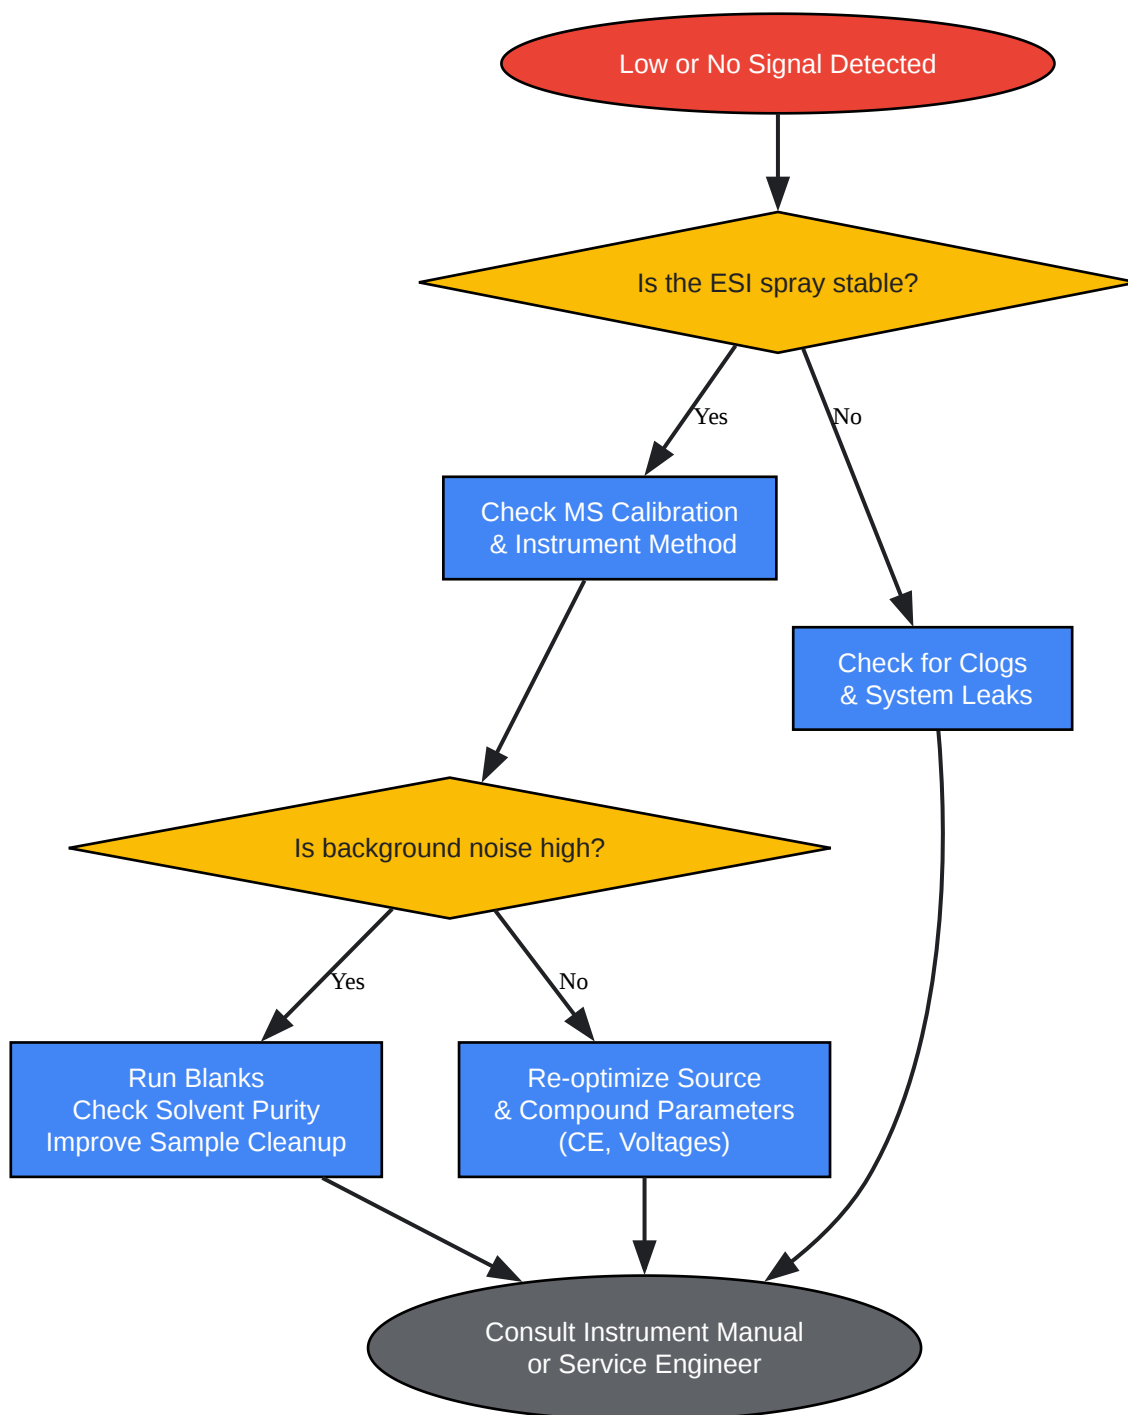 Low or No Signal Detected
Is the ESI spray stable?
Yes
No
Check MS Calibration
& Instrument Method
Check for Clogs
& System Leaks
Is background noise high?
Yes
No
Run Blanks
Check Solvent Purity
Improve Sample Cleanup
Re-optimize Source
& Compound Parameters
(CE, Voltages)
Consult Instrument Manual
or Service Engineer